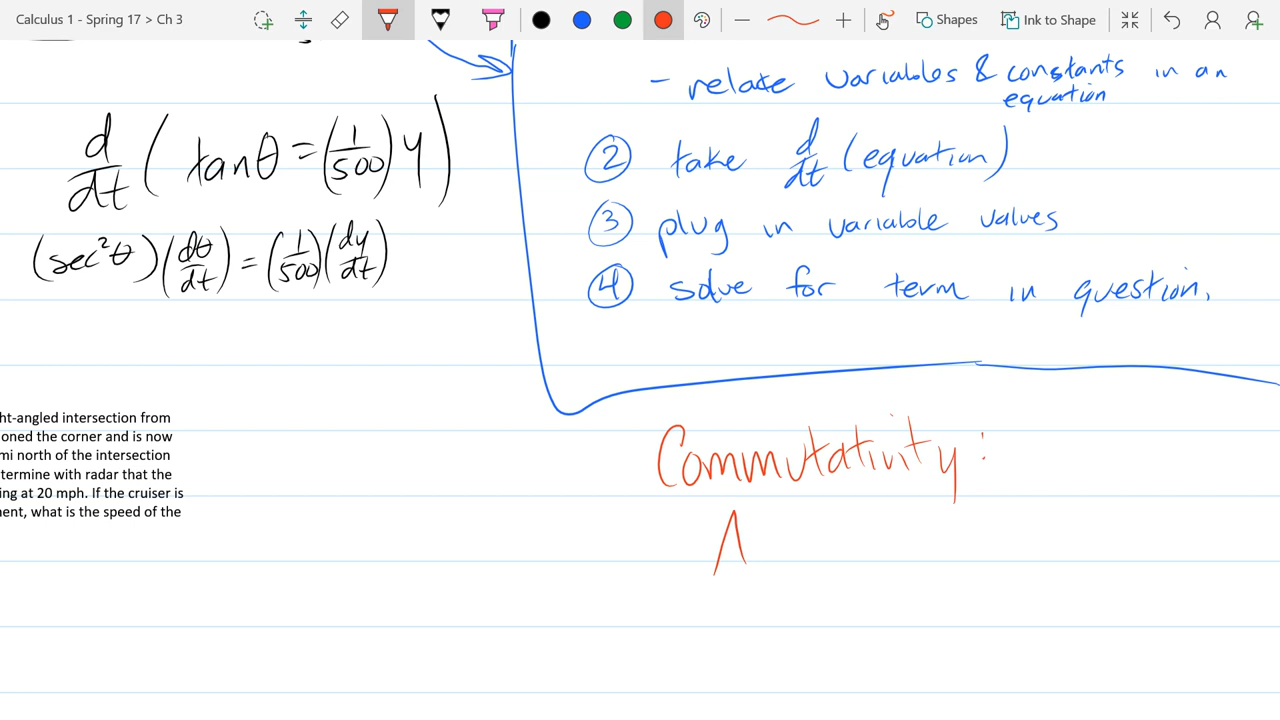 Calculus 1 - Spring 17 > Ch 3
Shapes
Ink to Shape
- relate variables & constants in an
equation
d/dt ( tanθ = (1/500) y )
② take d/dt (equation)
(sec²θ)(dθ/dt) = (1/500)(dy/dt)
③ plug in variable values
④ solve for term in question.
ht-angled intersection from
oned the corner and is now
mi north of the intersection
termine with radar that the
ing at 20 mph. If the cruiser is
nent, what is the speed of the
Commutativity: